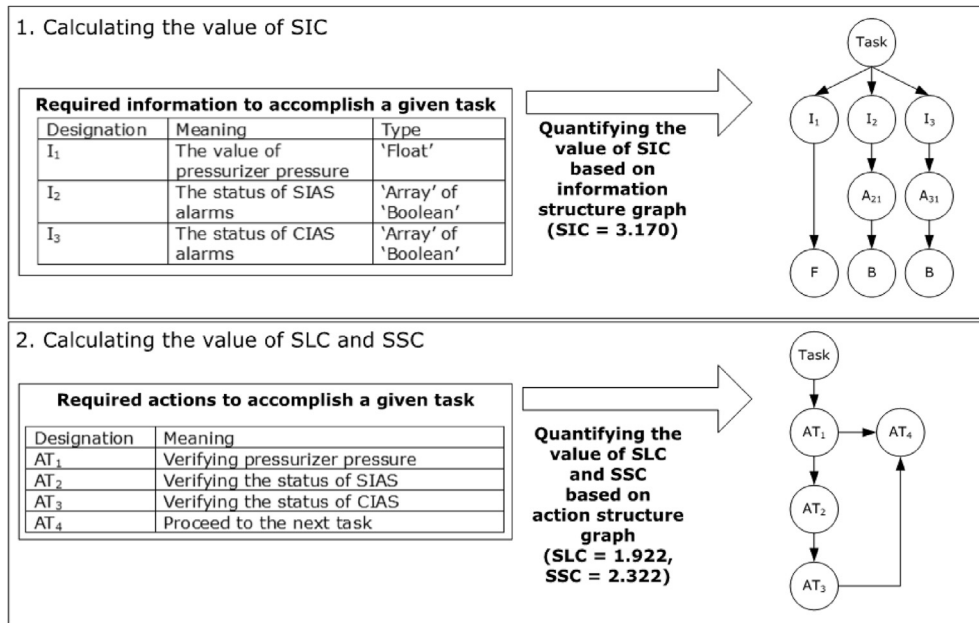 1. Calculating the value of SIC
Required information to accomplish a given task
Designation Meaning Type
I₁ The value of pressurizer pressure ‘Float’
I₂ The status of SIAS alarms ‘Array’ of ‘Boolean’
I₃ The status of CIAS alarms ‘Array’ of ‘Boolean’
Quantifying the
value of SIC
based on
information
structure graph
(SIC = 3.170)
Task
I₁ I₂ I₃
A₂₁ A₃₁
F B B
2. Calculating the value of SLC and SSC
Required actions to accomplish a given task
Designation Meaning
AT₁ Verifying pressurizer pressure
AT₂ Verifying the status of SIAS
AT₃ Verifying the status of CIAS
AT₄ Proceed to the next task
Quantifying the
value of SLC
and SSC
based on
action structure
graph
(SLC = 1.922,
SSC = 2.322)
Task
AT₁ AT₄
AT₂
AT₃